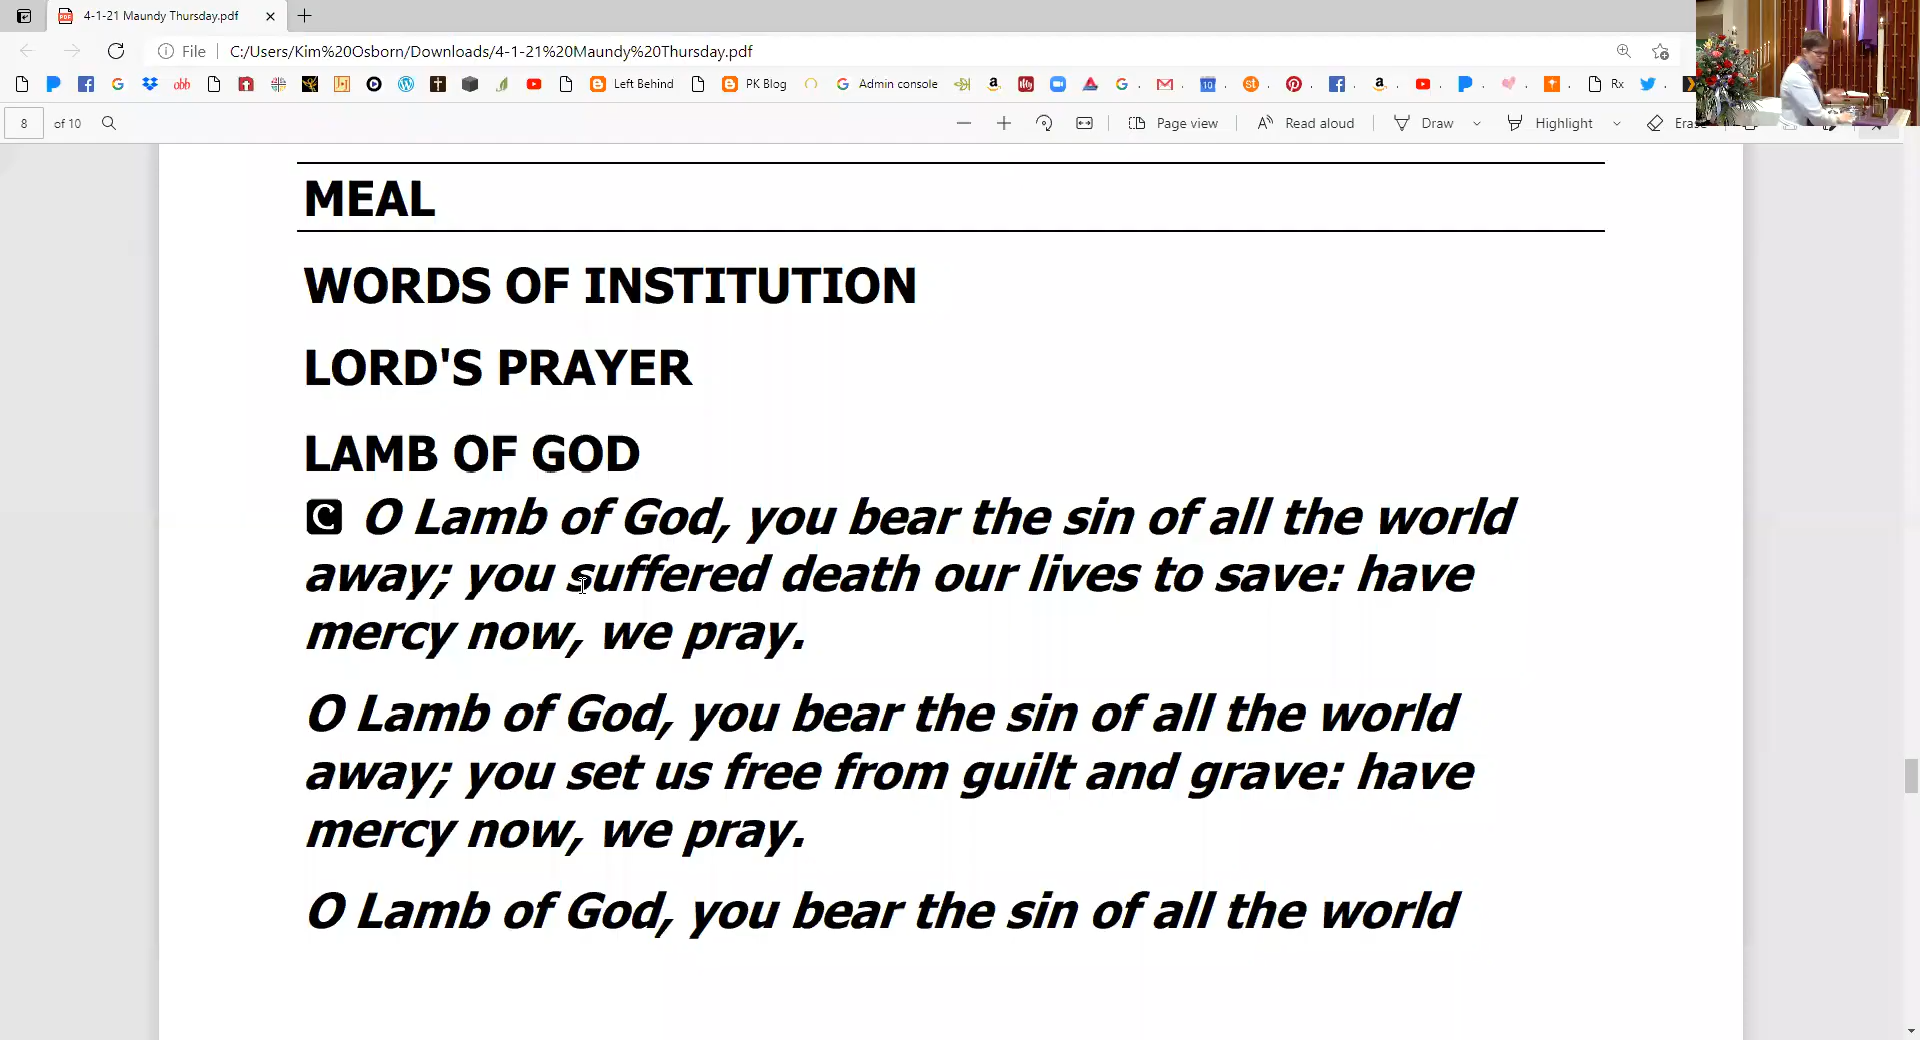 4-1-21 Maundy Thursday.pdf
File C:/Users/Kim%20Osborn/Downloads/4-1-21%20Maundy%20Thursday.pdf
Left Behind PK Blog Admin console Rx
8 of 10 Page view Read aloud Draw Highlight Eras
MEAL
WORDS OF INSTITUTION
LORD'S PRAYER
LAMB OF GOD
C O Lamb of God, you bear the sin of all the world
away; you suffered death our lives to save: have
mercy now, we pray.
O Lamb of God, you bear the sin of all the world
away; you set us free from guilt and grave: have
mercy now, we pray.
O Lamb of God, you bear the sin of all the world